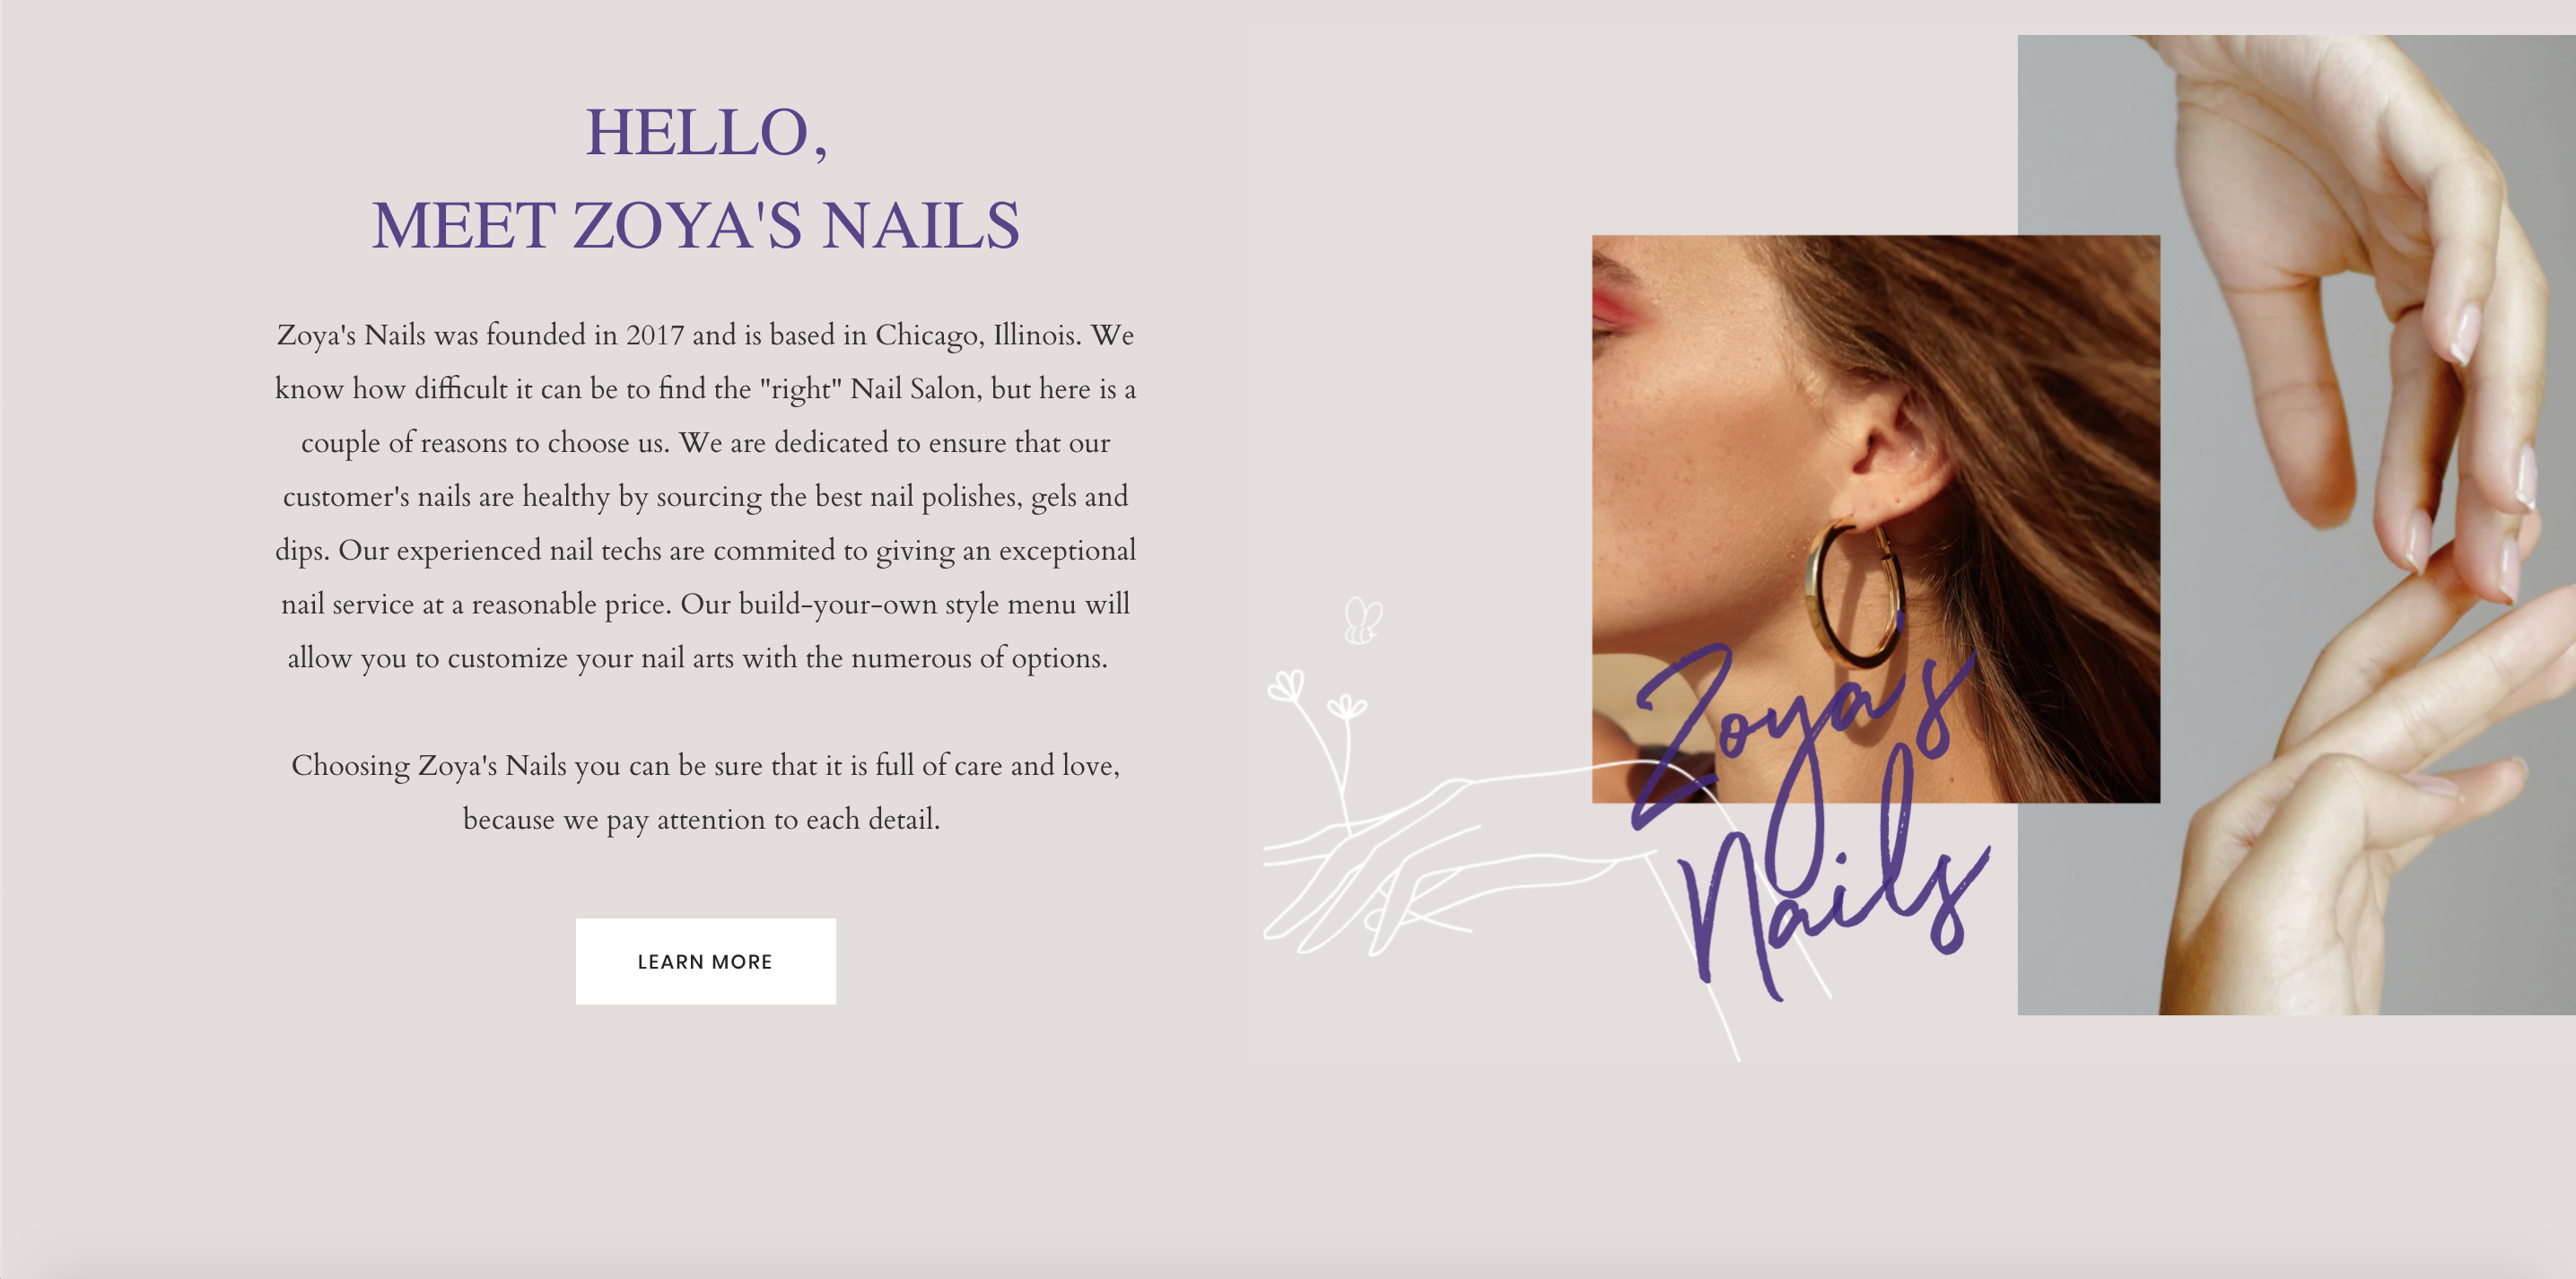 HELLO,
MEET ZOYA'S NAILS
Zoya's Nails was founded in 2017 and is based in Chicago, Illinois. We
know how difficult it can be to find the "right" Nail Salon, but here is a
couple of reasons to choose us. We are dedicated to ensure that our
customer's nails are healthy by sourcing the best nail polishes, gels and
dips. Our experienced nail techs are commited to giving an exceptional
nail service at a reasonable price. Our build-your-own style menu will
allow you to customize your nail arts with the numerous of options.
Choosing Zoya's Nails you can be sure that it is full of care and love,
because we pay attention to each detail.
LEARN MORE
Zoya's
Nails